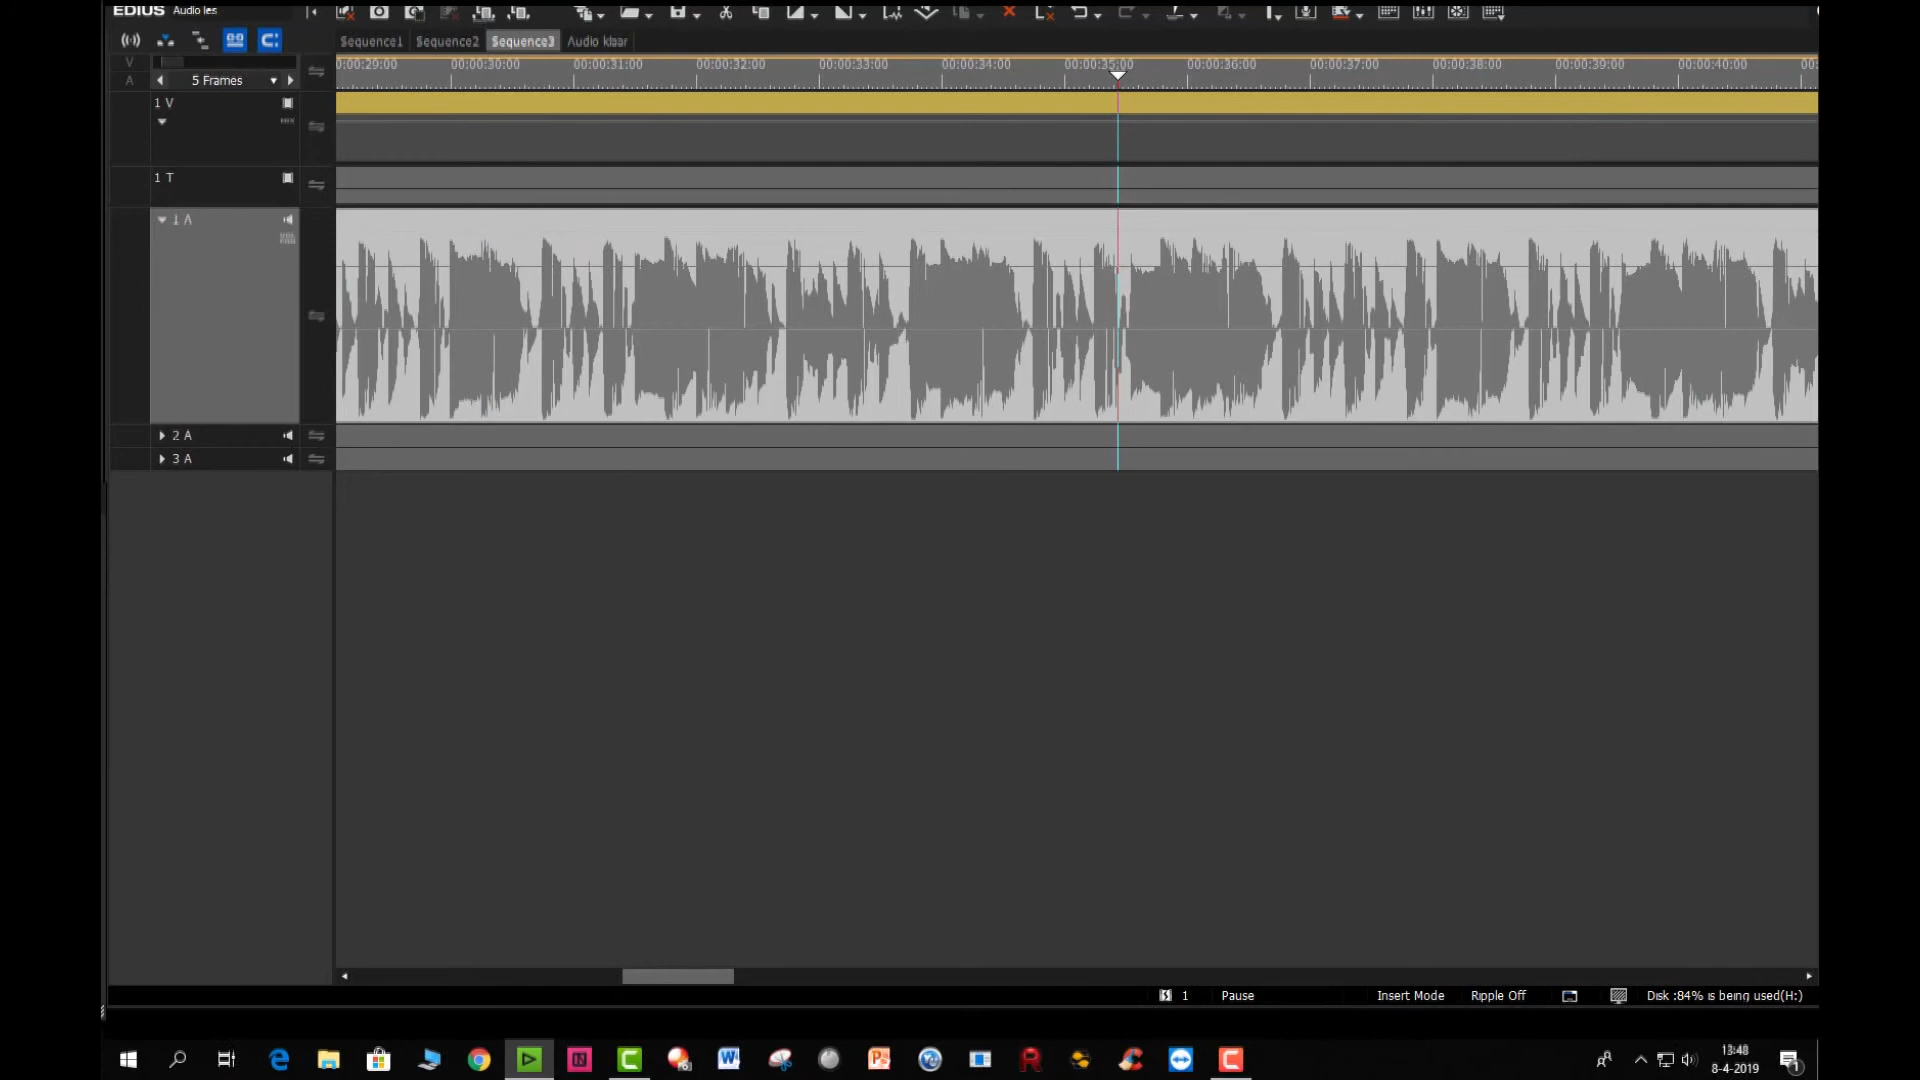 EDIUS Audio les
Sequence1 Sequence2 Sequence3 Audio klaar
V
A 5 Frames
0:00:29:00 00:00:30:00 00:00:31:00 00:00:32:00 00:00:33:00 00:00:34:00 00:00:35:00 00:00:36:00 00:00:37:00 00:00:38:00 00:00:39:00 00:00:40:00 00:
1 V
1 T
1 A
2 A
3 A
1 Pause Insert Mode Ripple Off Disk :84% is being used(H:)
13:48
8-4-2019